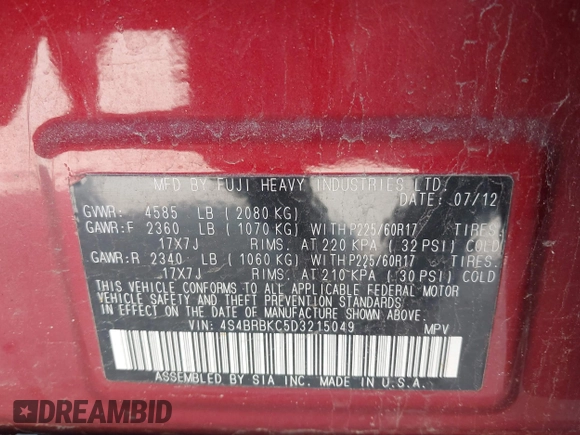 MFD BY FUJI HEAVY INDUSTRIES LTD.
DATE: 07/12
GVWR: 4585 LB ( 2080 KG)
GAWR:F 2360 LB ( 1070 KG) WITH P225/60R17 TIRES.
17X7J RIMS. AT 220 KPA ( 32 PSI) COLD
GAWR:R 2340 LB ( 1060 KG) WITH P225/60R17 TIRES.
17X7J RIMS. AT 210 KPA ( 30 PSI) COLD
THIS VEHICLE CONFORMS TO ALL APPLICABLE FEDERAL MOTOR
VEHICLE SAFETY AND THEFT PREVENTION STANDARDS
IN EFFECT ON THE DATE OF MANUFACTURE SHOWN ABOVE.
VIN: 4S4BRBKC5D3215049 MPV
ASSEMBLED BY SIA INC. MADE IN U.S.A.
DREAMBID